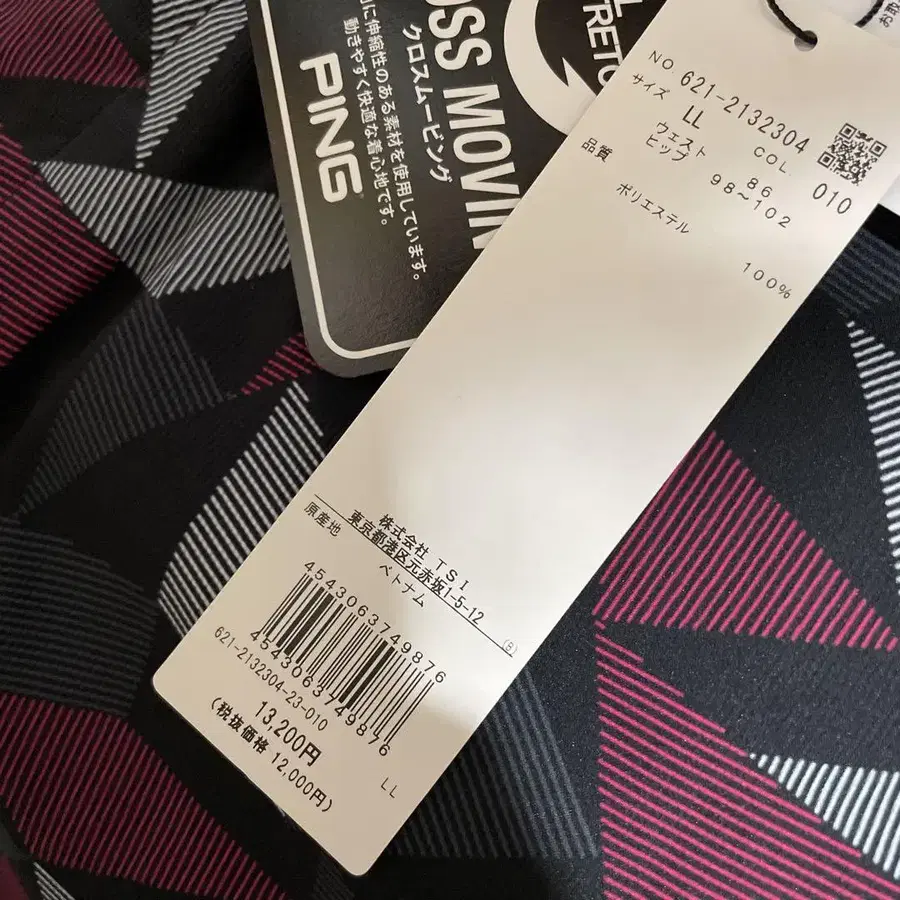 RETC
OSS MOVIN
クロスムービング
に伸縮性のある素材を使用しています。
動きやすく快適な着心地です。
PING
お取
NO 621-2132304
サイズ LL COL 010
ウエスト 86
ヒップ 98～102
品質 ポリエステル 100%
株式会社 TSI
東京都港区元赤坂1-5-12
(B)
原産地 ベトナム
4543063749876
4543063749876
621-2132304-23-010
13,200円
(税抜価格 12,000円)
LL